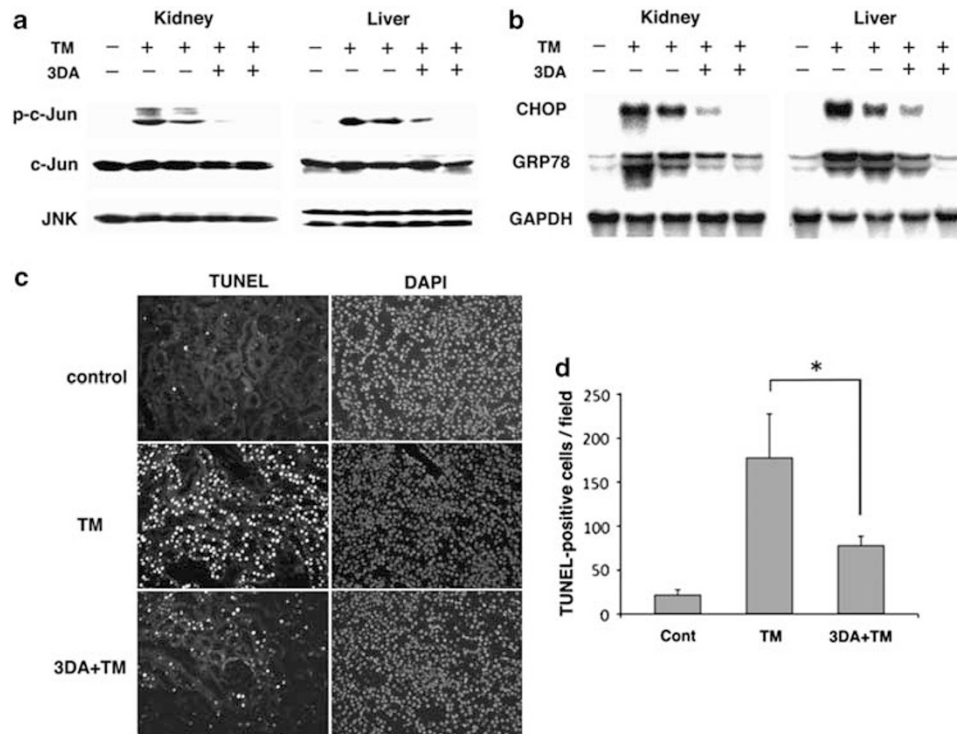 a
Kidney Liver
TM − + + + + − + + + +
3DA − − − + + − − − + +
p-c-Jun
c-Jun
JNK
b
Kidney Liver
TM − + + + + − + + + +
3DA − − − + + − − − + +
CHOP
GRP78
GAPDH
c
TUNEL DAPI
control
TM
3DA+TM
d
*
TUNEL-positive cells / field
250
200
150
100
50
0
Cont TM 3DA+TM